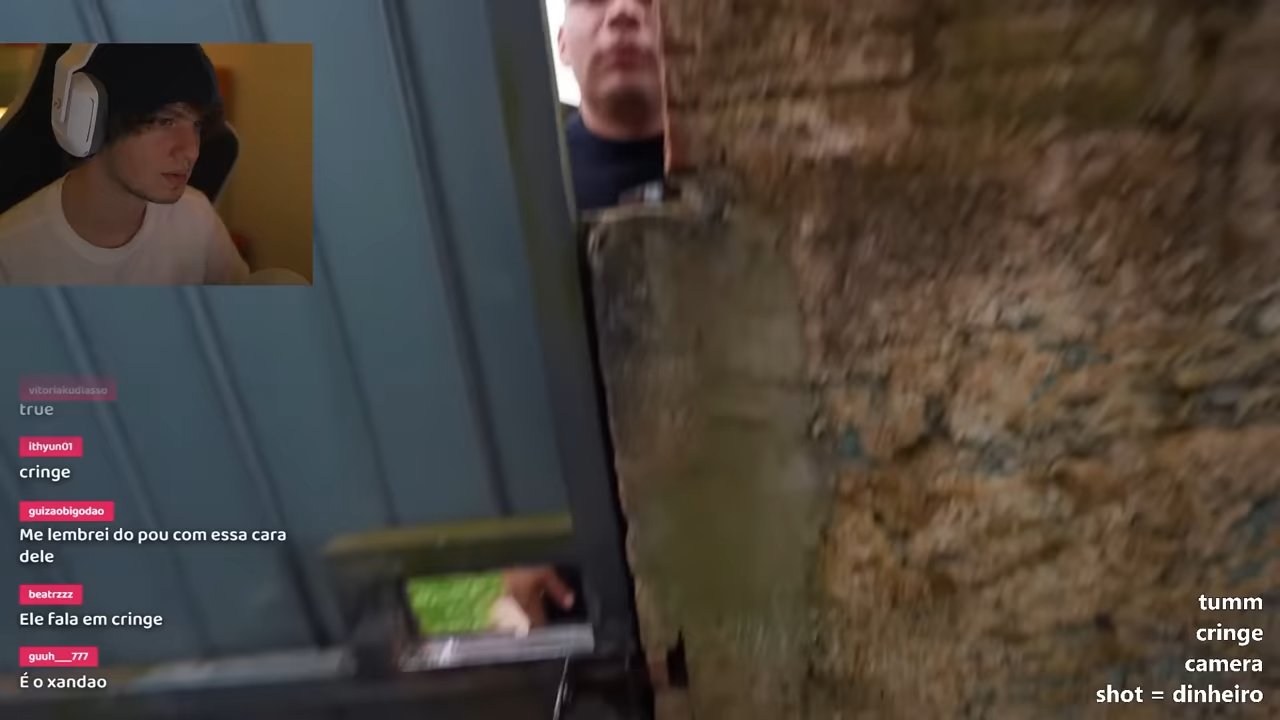 vitoriakudiasso
true
ithyun01
cringe
guizaobigodao
Me lembrei do pou com essa cara
dele
beatrzzz
Ele fala em cringe
guuh___777
É o xandao
tumm
cringe
camera
shot = dinheiro